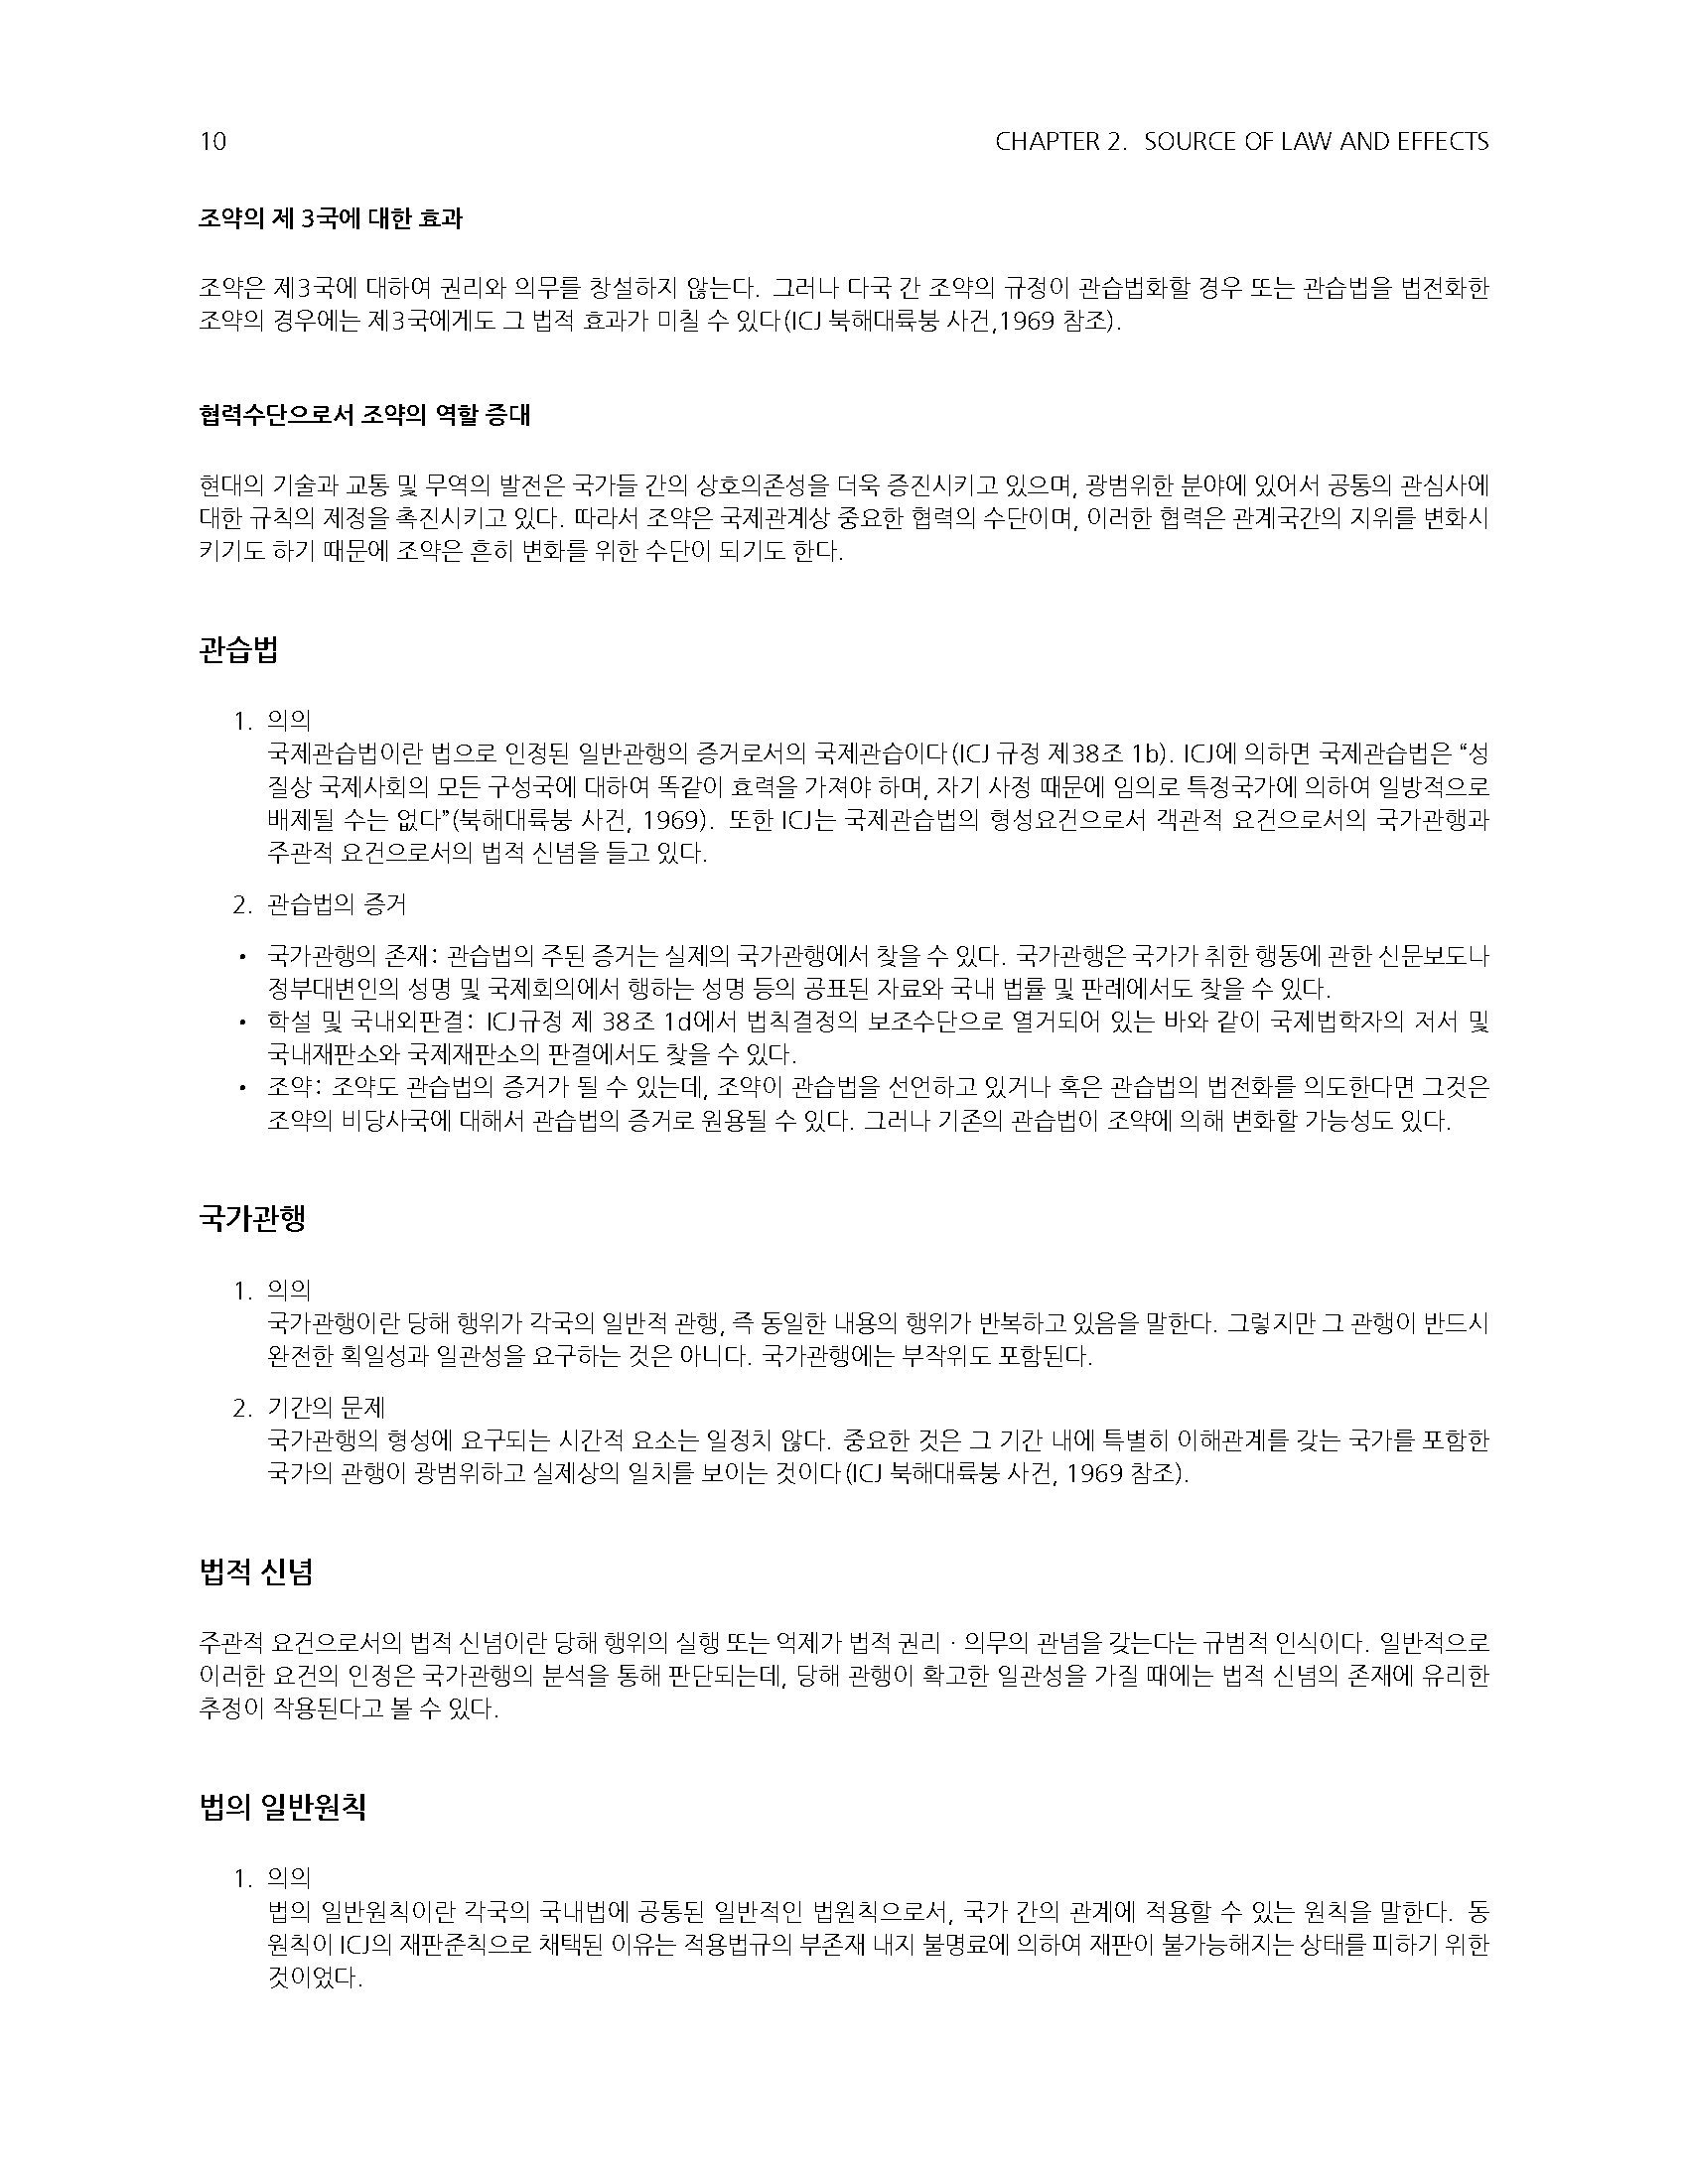 10 CHAPTER 2. SOURCE OF LAW AND EFFECTS
조약의 제 3국에 대한 효과
조약은 제3국에 대하여 권리와 의무를 창설하지 않는다. 그러나 다국 간 조약의 규정이 관습법화할 경우 또는 관습법을 법전화한
조약의 경우에는 제3국에게도 그 법적 효과가 미칠 수 있다(ICJ 북해대륙붕 사건,1969 참조).
협력수단으로서 조약의 역할 증대
현대의 기술과 교통 및 무역의 발전은 국가들 간의 상호의존성을 더욱 증진시키고 있으며, 광범위한 분야에 있어서 공통의 관심사에
대한 규칙의 제정을 촉진시키고 있다. 따라서 조약은 국제관계상 중요한 협력의 수단이며, 이러한 협력은 관계국간의 지위를 변화시
키기도 하기 때문에 조약은 흔히 변화를 위한 수단이 되기도 한다.
관습법
1. 의의
국제관습법이란 법으로 인정된 일반관행의 증거로서의 국제관습이다(ICJ 규정 제38조 1b). ICJ에 의하면 국제관습법은 “성
질상 국제사회의 모든 구성국에 대하여 똑같이 효력을 가져야 하며, 자기 사정 때문에 임의로 특정국가에 의하여 일방적으로
배제될 수는 없다”(북해대륙붕 사건, 1969). 또한 ICJ는 국제관습법의 형성요건으로서 객관적 요건으로서의 국가관행과
주관적 요건으로서의 법적 신념을 들고 있다.
2. 관습법의 증거
• 국가관행의 존재: 관습법의 주된 증거는 실제의 국가관행에서 찾을 수 있다. 국가관행은 국가가 취한 행동에 관한 신문보도나
정부대변인의 성명 및 국제회의에서 행하는 성명 등의 공표된 자료와 국내 법률 및 판례에서도 찾을 수 있다.
• 학설 및 국내외판결: ICJ규정 제 38조 1d에서 법칙결정의 보조수단으로 열거되어 있는 바와 같이 국제법학자의 저서 및
국내재판소와 국제재판소의 판결에서도 찾을 수 있다.
• 조약: 조약도 관습법의 증거가 될 수 있는데, 조약이 관습법을 선언하고 있거나 혹은 관습법의 법전화를 의도한다면 그것은
조약의 비당사국에 대해서 관습법의 증거로 원용될 수 있다. 그러나 기존의 관습법이 조약에 의해 변화할 가능성도 있다.
국가관행
1. 의의
국가관행이란 당해 행위가 각국의 일반적 관행, 즉 동일한 내용의 행위가 반복하고 있음을 말한다. 그렇지만 그 관행이 반드시
완전한 획일성과 일관성을 요구하는 것은 아니다. 국가관행에는 부작위도 포함된다.
2. 기간의 문제
국가관행의 형성에 요구되는 시간적 요소는 일정치 않다. 중요한 것은 그 기간 내에 특별히 이해관계를 갖는 국가를 포함한
국가의 관행이 광범위하고 실제상의 일치를 보이는 것이다(ICJ 북해대륙붕 사건, 1969 참조).
법적 신념
주관적 요건으로서의 법적 신념이란 당해 행위의 실행 또는 억제가 법적 권리 · 의무의 관념을 갖는다는 규범적 인식이다. 일반적으로
이러한 요건의 인정은 국가관행의 분석을 통해 판단되는데, 당해 관행이 확고한 일관성을 가질 때에는 법적 신념의 존재에 유리한
추정이 작용된다고 볼 수 있다.
법의 일반원칙
1. 의의
법의 일반원칙이란 각국의 국내법에 공통된 일반적인 법원칙으로서, 국가 간의 관계에 적용할 수 있는 원칙을 말한다. 동
원칙이 ICJ의 재판준칙으로 채택된 이유는 적용법규의 부존재 내지 불명료에 의하여 재판이 불가능해지는 상태를 피하기 위한
것이었다.